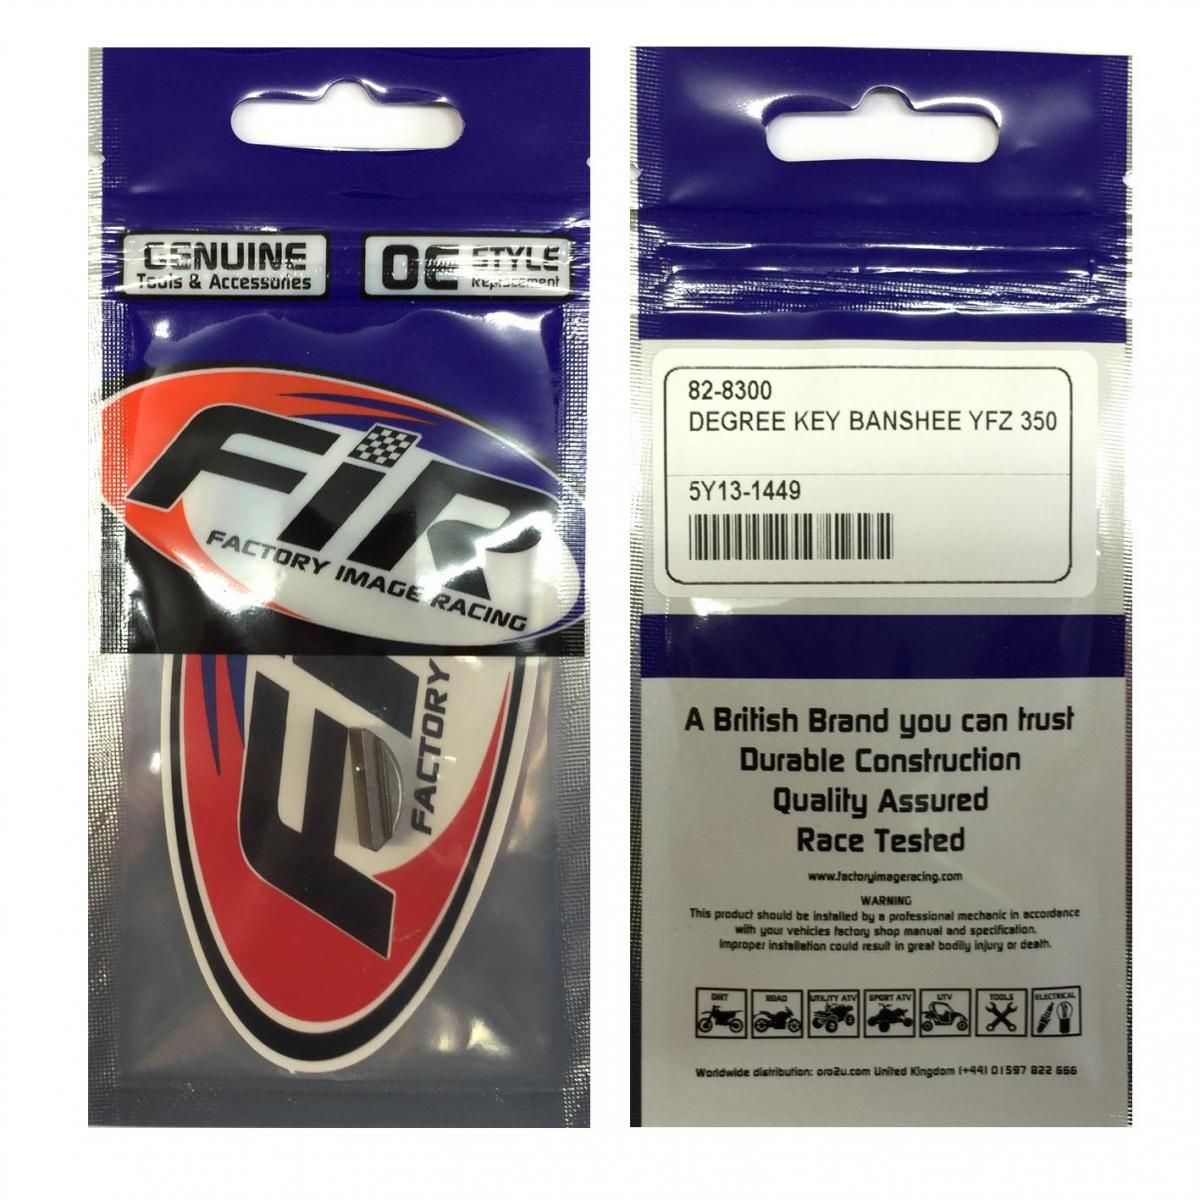 GENUINE
Tools & Accessories
OE STYLE
Replacement
FiR
FACTORY IMAGE RACING
FACTORY
82-8300
DEGREE KEY BANSHEE YFZ 350
5Y13-1449
A British Brand you can trust
Durable Construction
Quality Assured
Race Tested
www.factoryimageracing.com
WARNING
This product should be installed by a professional mechanic in accordance
with your vehicles factory shop manual and specification.
Improper installation could result in great bodily injury or death.
DIRT ROAD UTILITY ATV SPORT ATV UTV TOOLS ELECTRICAL
Worldwide distribution: oro2u.com United Kingdom (+44) 01597 822 666